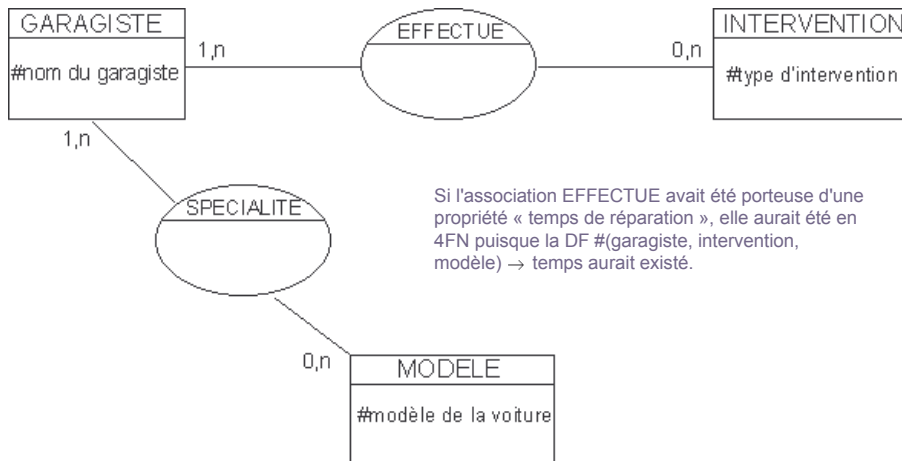 GARAGISTE
#nom du garagiste
1,n
EFFECTUE
0,n
INTERVENTION
#type d'intervention
1,n
SPECIALITE
Si l'association EFFECTUE avait été porteuse d'une
propriété « temps de réparation », elle aurait été en
4FN puisque la DF #(garagiste, intervention,
modèle) → temps aurait existé.
0,n
MODELE
#modèle de la voiture